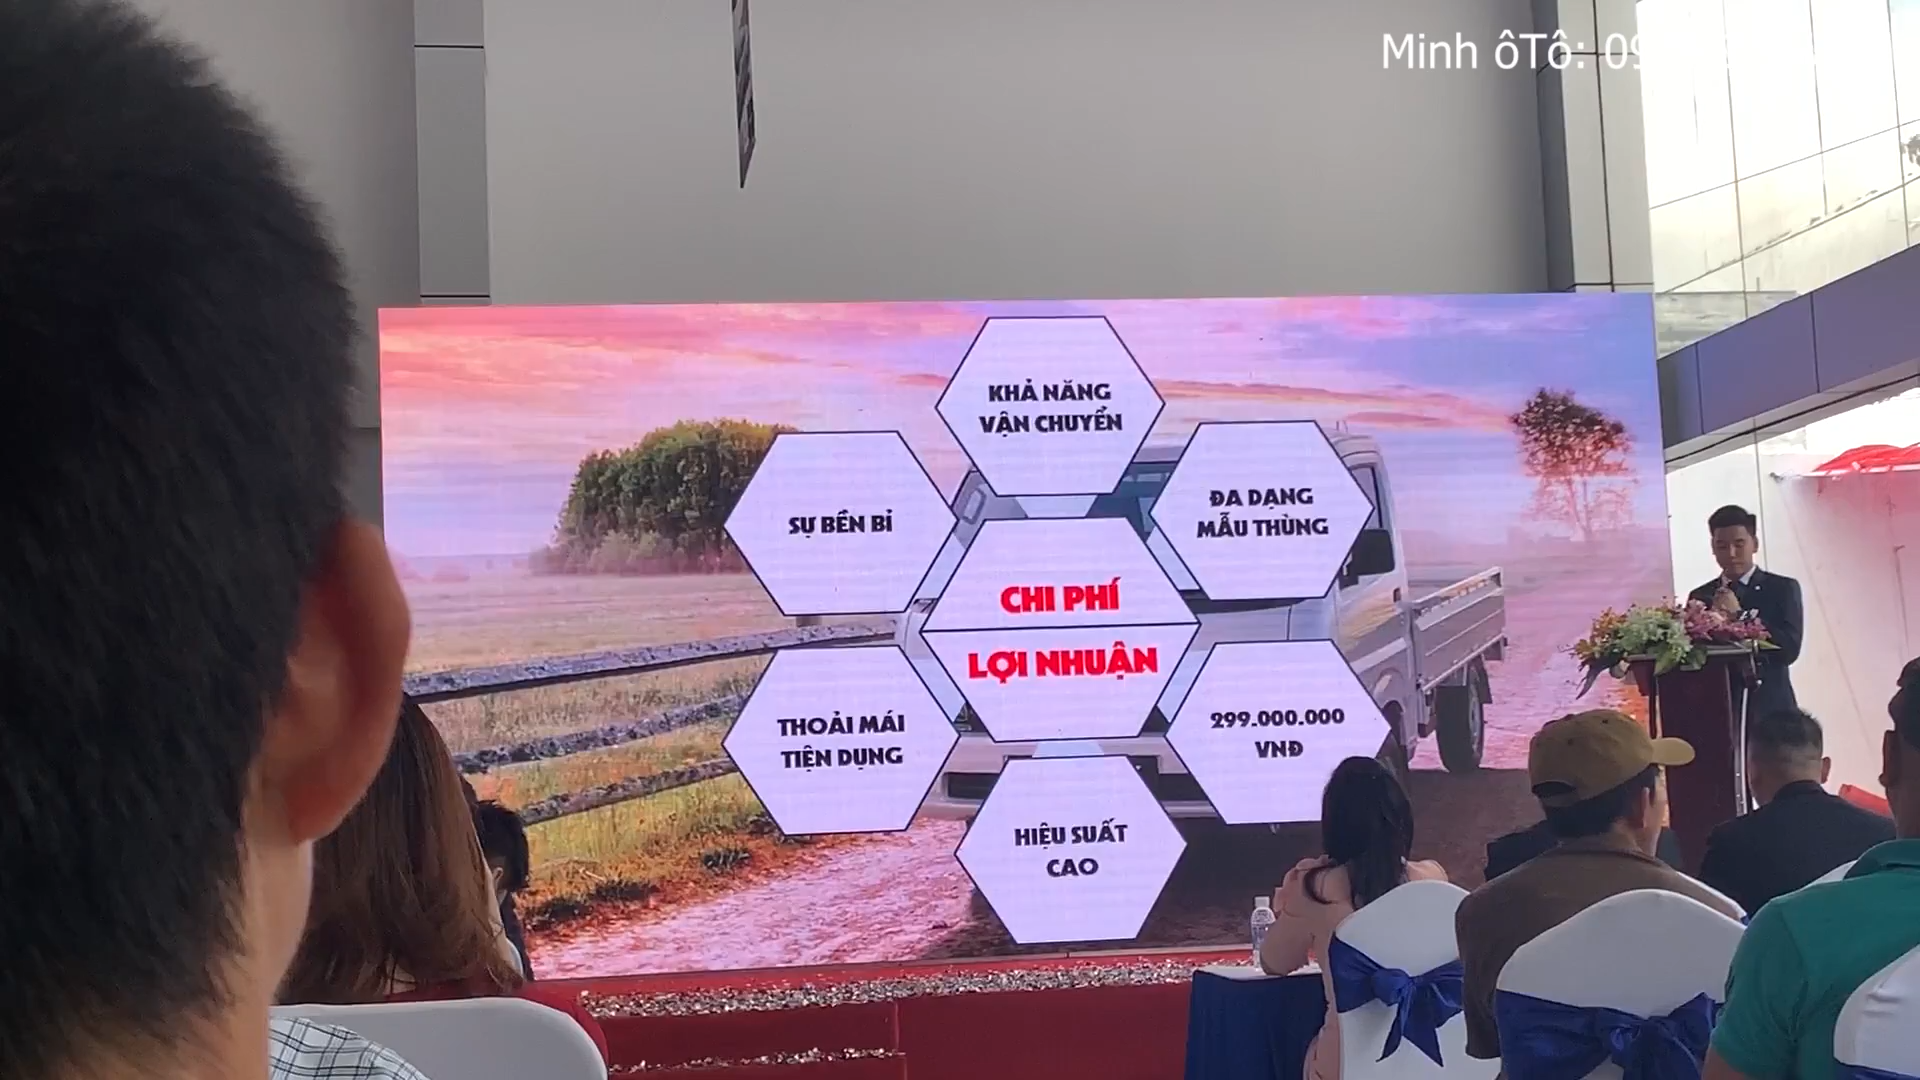 Minh ôTô: 09
KHẢ NĂNG
VẬN CHUYỂN
ĐA DẠNG
MẪU THÙNG
SỰ BỀN BỈ
CHI PHÍ
LỢI NHUẬN
THOẢI MÁI
TIỆN DỤNG
299.000.000
VNĐ
HIỆU SUẤT
CAO